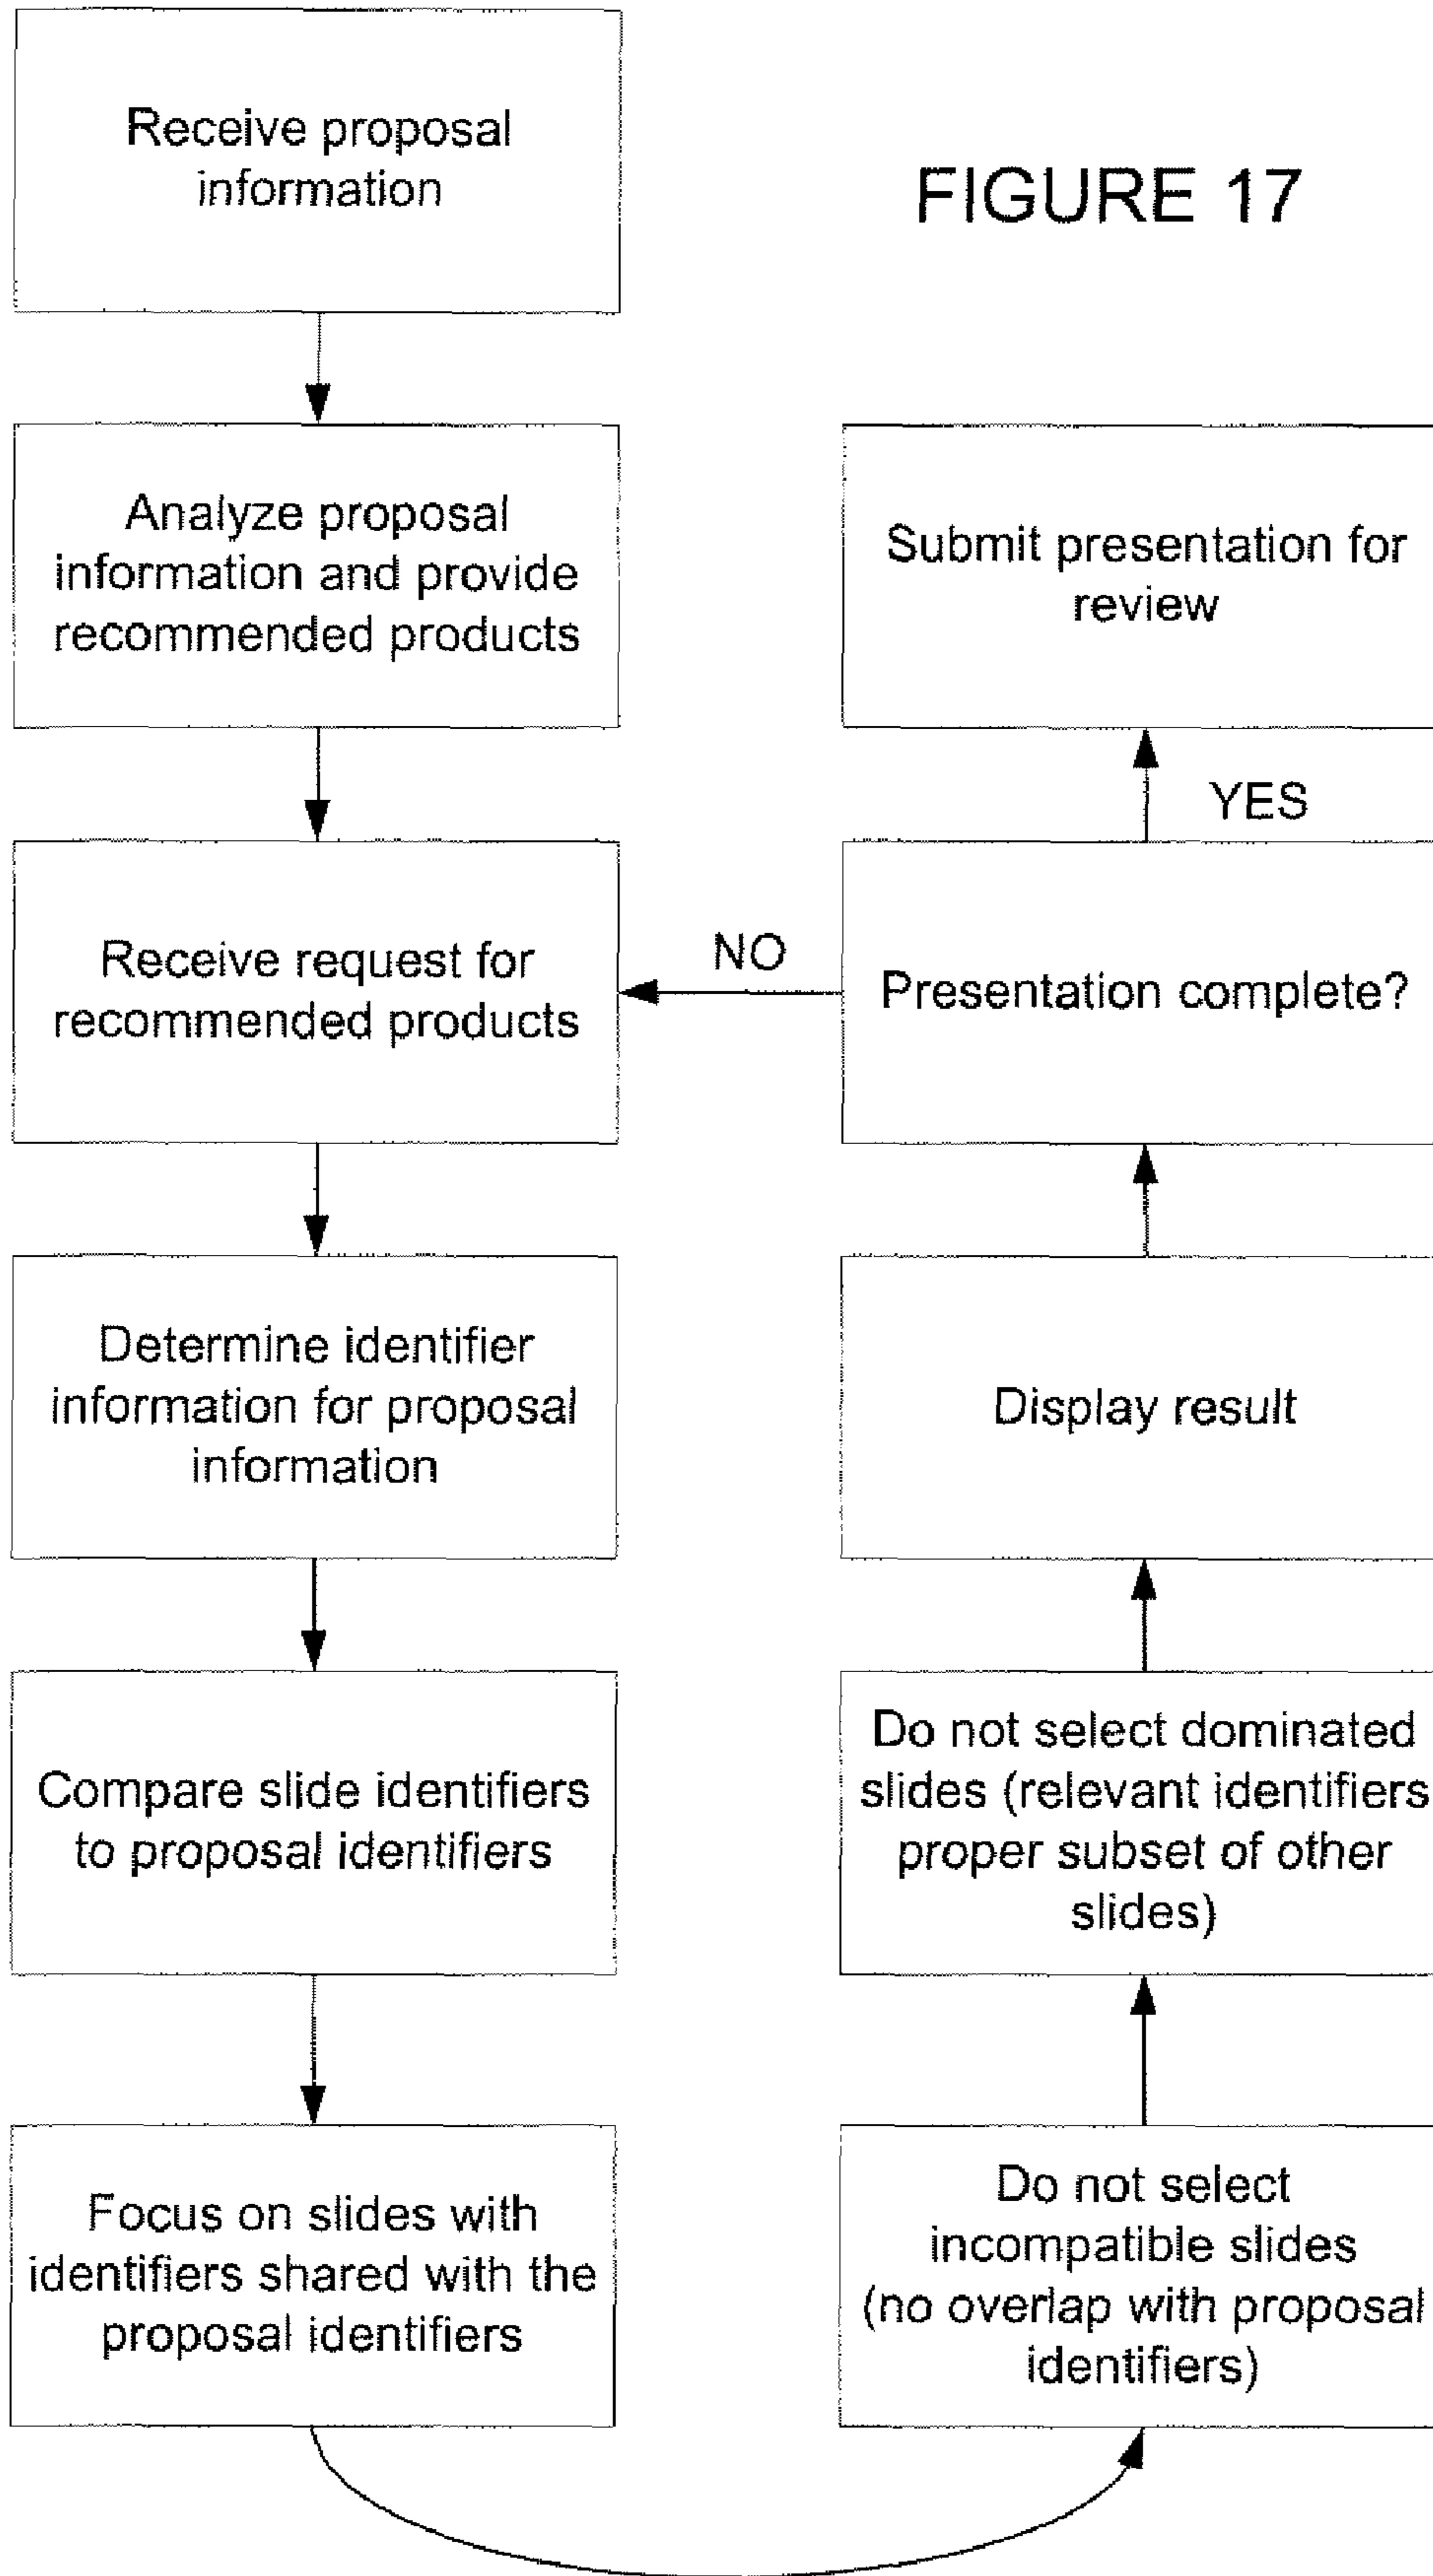 Receive proposal
information
FIGURE 17
Analyze proposal
information and provide
recommended products
Submit presentation for
review
YES
Receive request for
recommended products
NO
Presentation complete?
Determine identifier
information for proposal
information
Display result
Compare slide identifiers
to proposal identifiers
Do not select dominated
slides (relevant identifiers
proper subset of other
slides)
Focus on slides with
identifiers shared with the
proposal identifiers
Do not select
incompatible slides
(no overlap with proposal
identifiers)